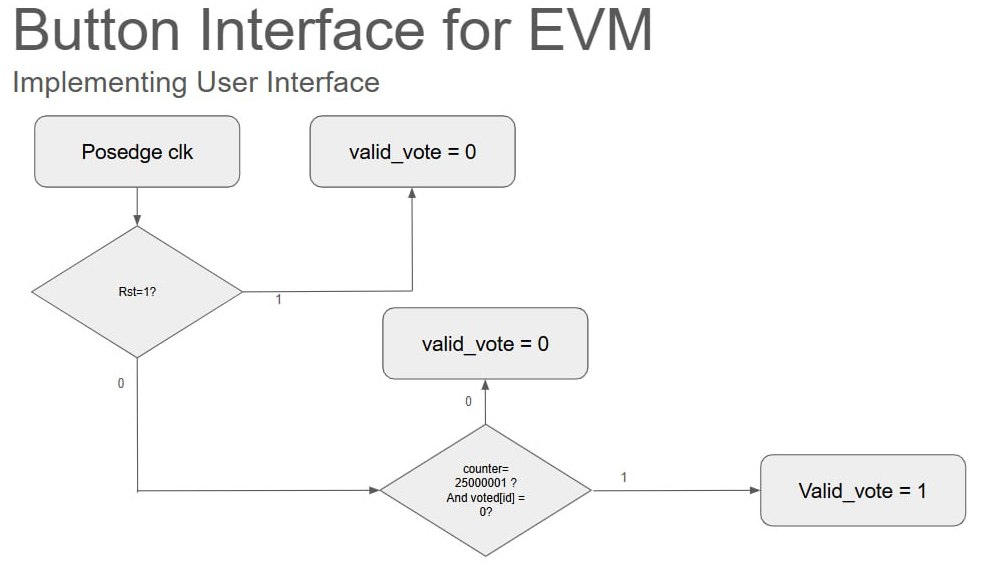 Button Interface for EVM
Implementing User Interface
Posedge clk
valid_vote = 0
Rst=1?
1
valid_vote = 0
0
0
counter=
25000001 ?
And voted[id] =
0?
1
Valid_vote = 1